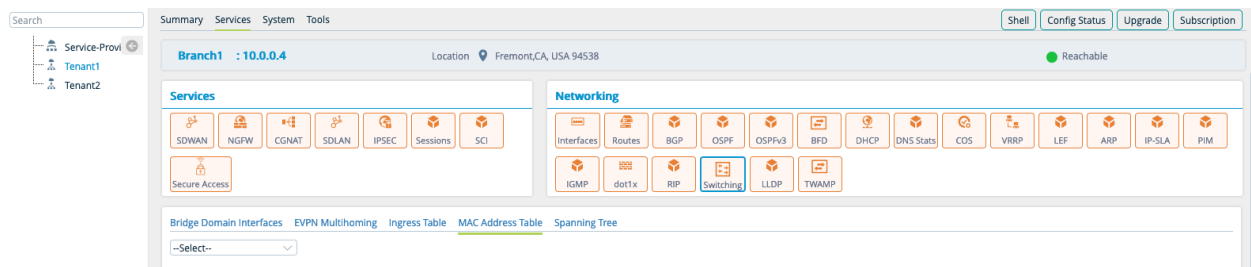 Search
Service-Provi
Tenant1
Tenant2
Summary Services System Tools
Shell Config Status Upgrade Subscription
Branch1 : 10.0.0.4 Location Fremont,CA, USA 94538 Reachable
Services
SDWAN NGFW CGNAT SDLAN IPSEC Sessions SCI
Secure Access
Networking
Interfaces Routes BGP OSPF OSPFv3 BFD DHCP DNS Stats COS VRRP LEF ARP IP-SLA PIM
IGMP dot1x RIP Switching LLDP TWAMP
Bridge Domain Interfaces EVPN Multihoming Ingress Table MAC Address Table Spanning Tree
--Select--